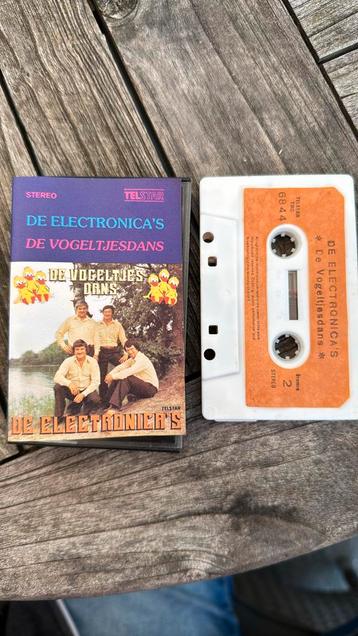 STEREO
TELSTAR
DE ELECTRONICA'S
DE VOGELTJESDANS
DE VOGELTJES
DANS
TELSTAR
DE ELECTRONICA'S
DE ELECTRONICA'S
* De Vogeltjesdans *
TELSTAR
6844
STEREO
2